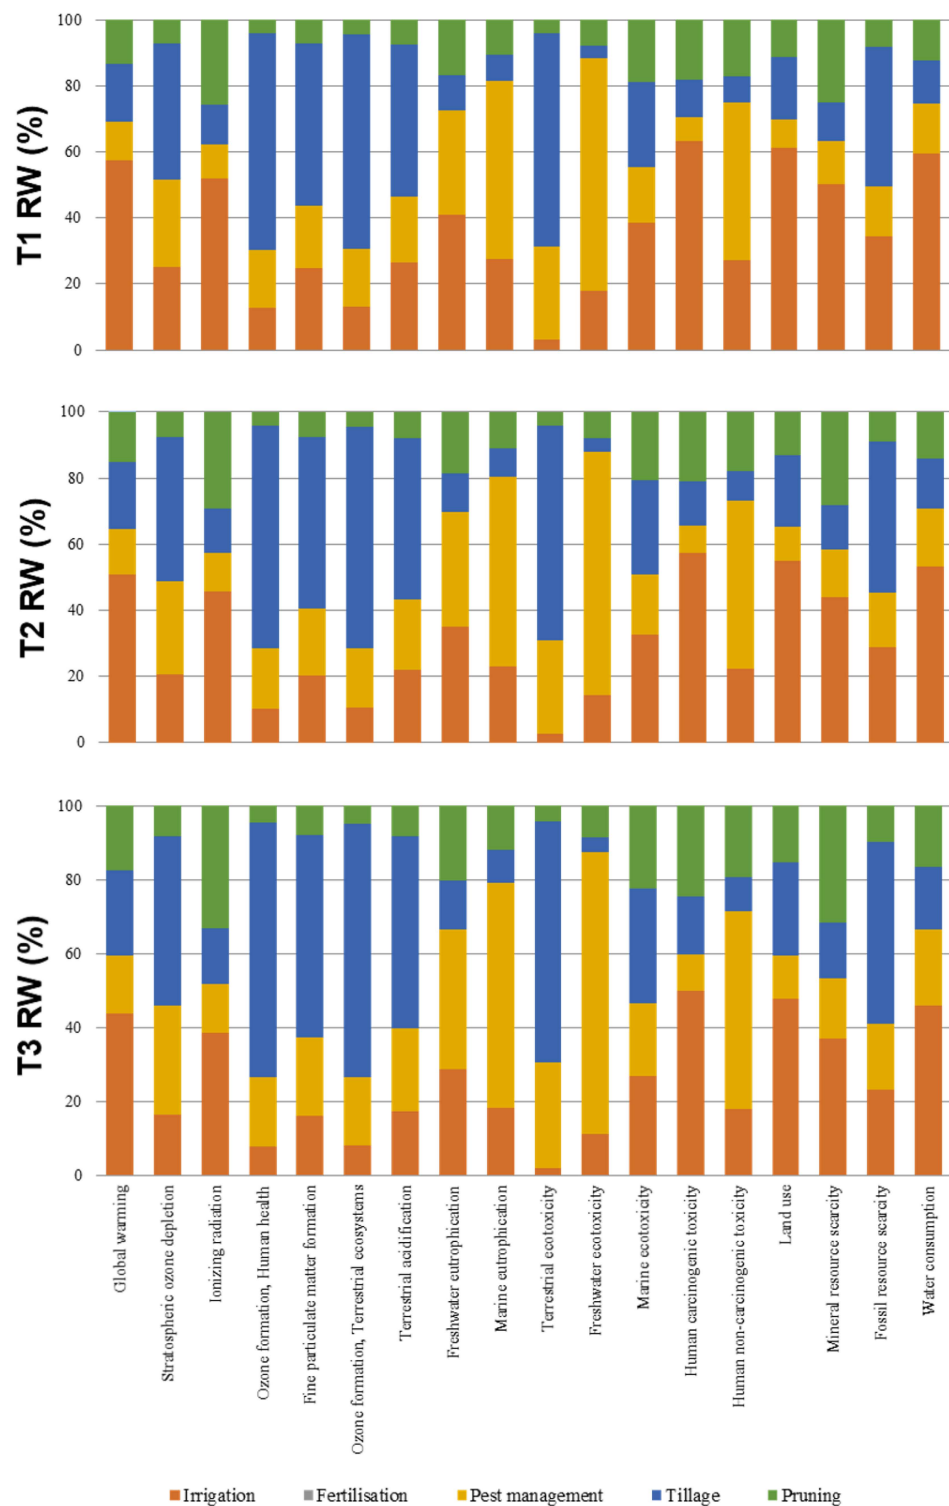 T1 RW (%)
100
80
60
40
20
0
T2 RW (%)
100
80
60
40
20
0
T3 RW (%)
100
80
60
40
20
0
Global warming
Stratospheric ozone depletion
Ionizing radiation
Ozone formation, Human health
Fine particulate matter formation
Ozone formation, Terrestrial ecosystems
Terrestrial acidification
Freshwater eutrophication
Marine eutrophication
Terrestrial ecotoxicity
Freshwater ecotoxicity
Marine ecotoxicity
Human carcinogenic toxicity
Human non-carcinogenic toxicity
Land use
Mineral resource scarcity
Fossil resource scarcity
Water consumption
Irrigation Fertilisation Pest management Tillage Pruning